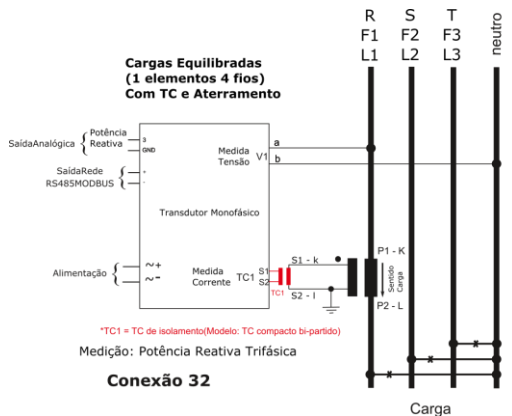 R S T neutro
F1 F2 F3
L1 L2 L3
Cargas Equilibradas
(1 elementos 4 fios)
Com TC e Aterramento
SaídaAnalógica { Potência Reativa
3
GND
SaídaRede
RS485MODBUS {
+
-
Medida
Tensão V1
a
b
Transdutor Monofásico
Alimentação {
~+
~-
Medida
Corrente TC1
S1
S2
TC1
S1 - k
S2 - l
P1 - K
Sentido
Carga
P2 - L
*TC1 = TC de isolamento(Modelo: TC compacto bi-partido)
Medição: Potência Reativa Trifásica
Conexão 32
Carga